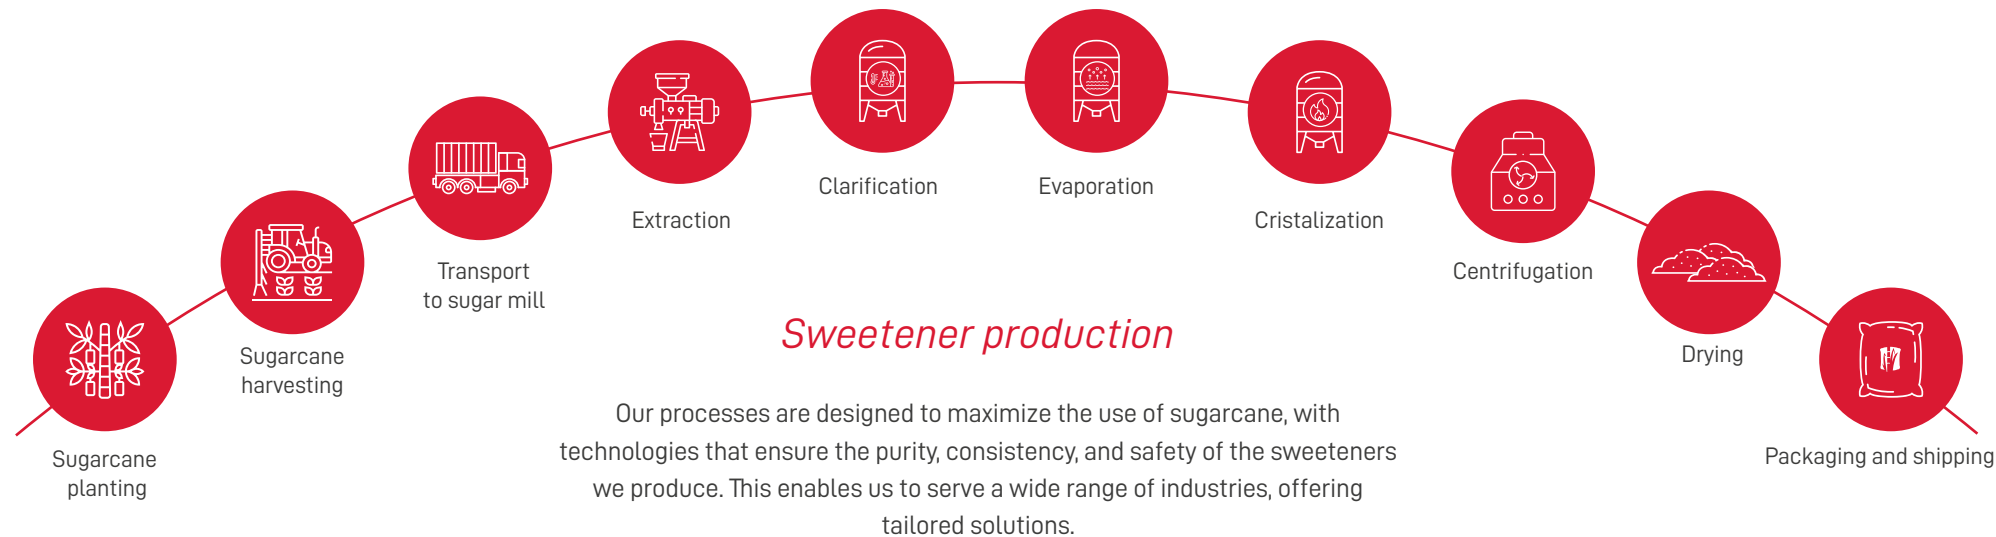 Sugarcane
planting
Sugarcane
harvesting
Transport
to sugar mill
Extraction
Clarification
Evaporation
Cristalization
Centrifugation
Drying
Packaging and shipping
Sweetener production
Our processes are designed to maximize the use of sugarcane, with
technologies that ensure the purity, consistency, and safety of the sweeteners
we produce. This enables us to serve a wide range of industries, offering
tailored solutions.